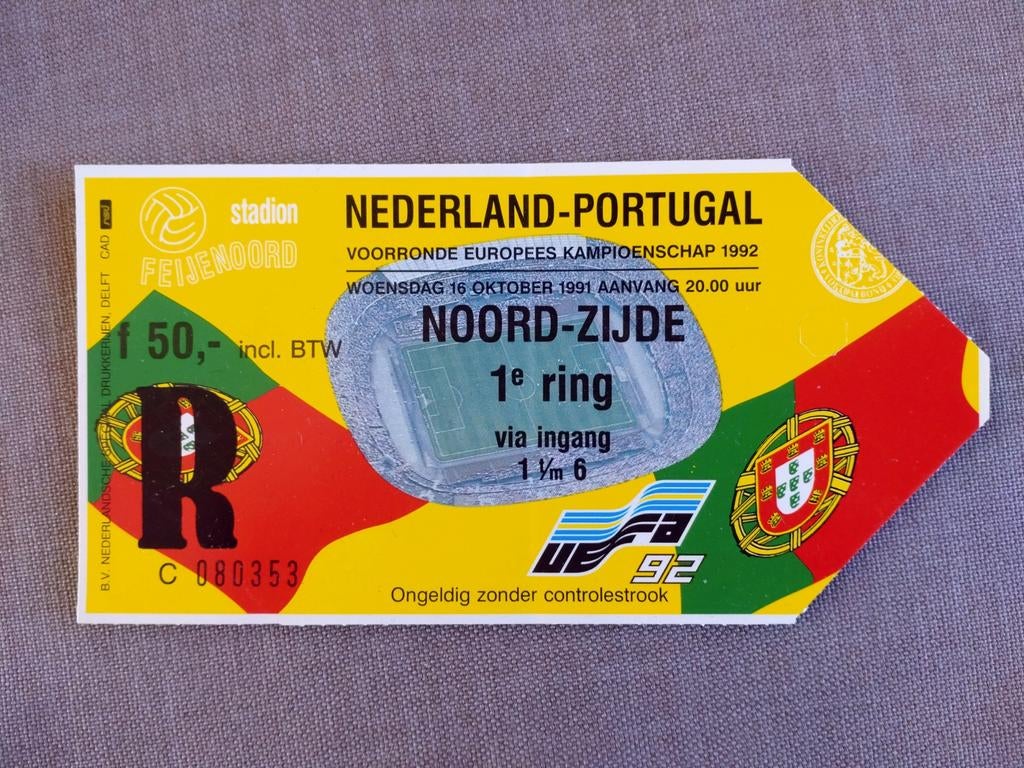 stadion
FEIJENOORD
NEDERLAND-PORTUGAL
VOORRONDE EUROPEES KAMPIOENSCHAP 1992
WOENSDAG 16 OKTOBER 1991 AANVANG 20.00 uur
NOORD-ZIJDE
1e ring
via ingang
1 t/m 6
f 50,- incl. BTW
R
C 080353
UEFA
92
Ongeldig zonder controlestrook
B.V. NEDERLANDSCHE DRUKKERIJEN, DELFT CAD